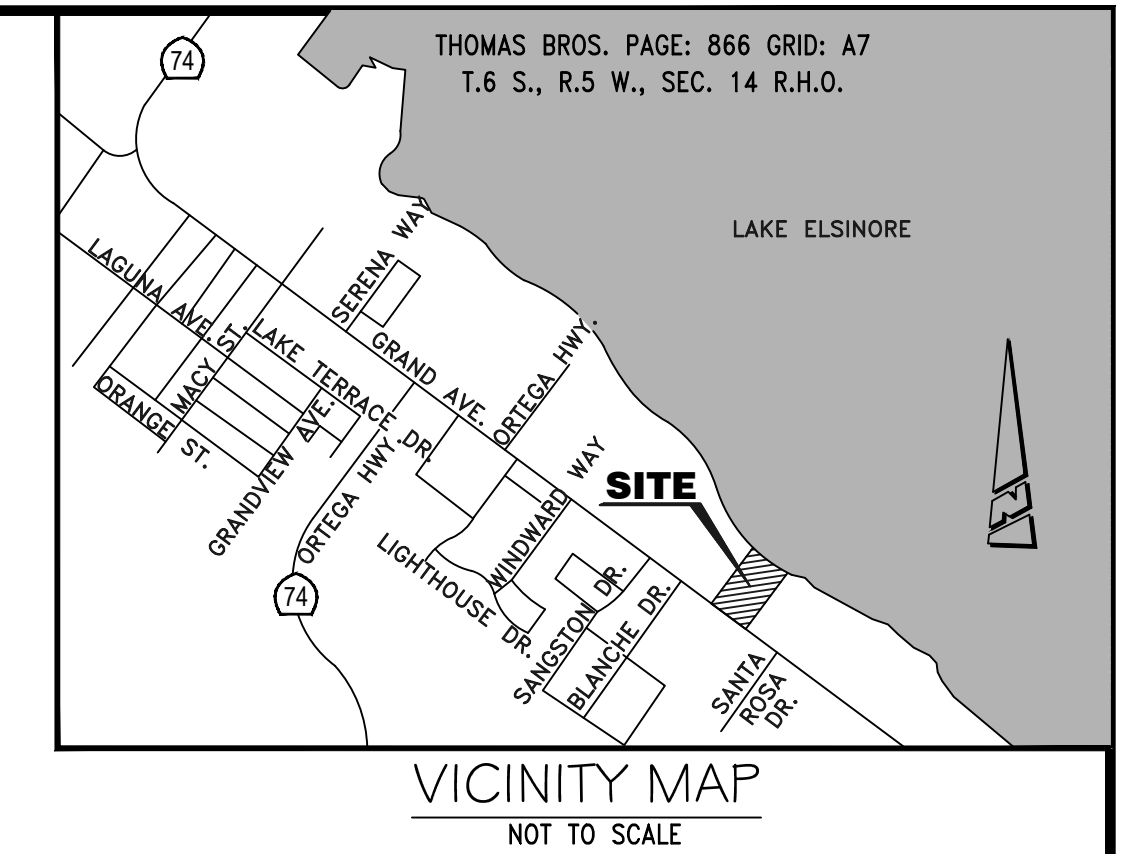 THOMAS BROS. PAGE: 866 GRID: A7
T.6 S., R.5 W., SEC. 14 R.H.O.
74
LAKE ELSINORE
SERENA WAY
LAGUNA AVE.
MACY ST.
LAKE TERRACE DR.
GRAND AVE.
ORTEGA HWY.
ORANGE ST.
GRANDVIEW AVE.
ORTEGA HWY.
WINDWARD WAY
SITE
N
LIGHTHOUSE DR.
74
SANGSTON DR.
BLANCHE DR.
SANTA
ROSA
DR.
VICINITY MAP
NOT TO SCALE